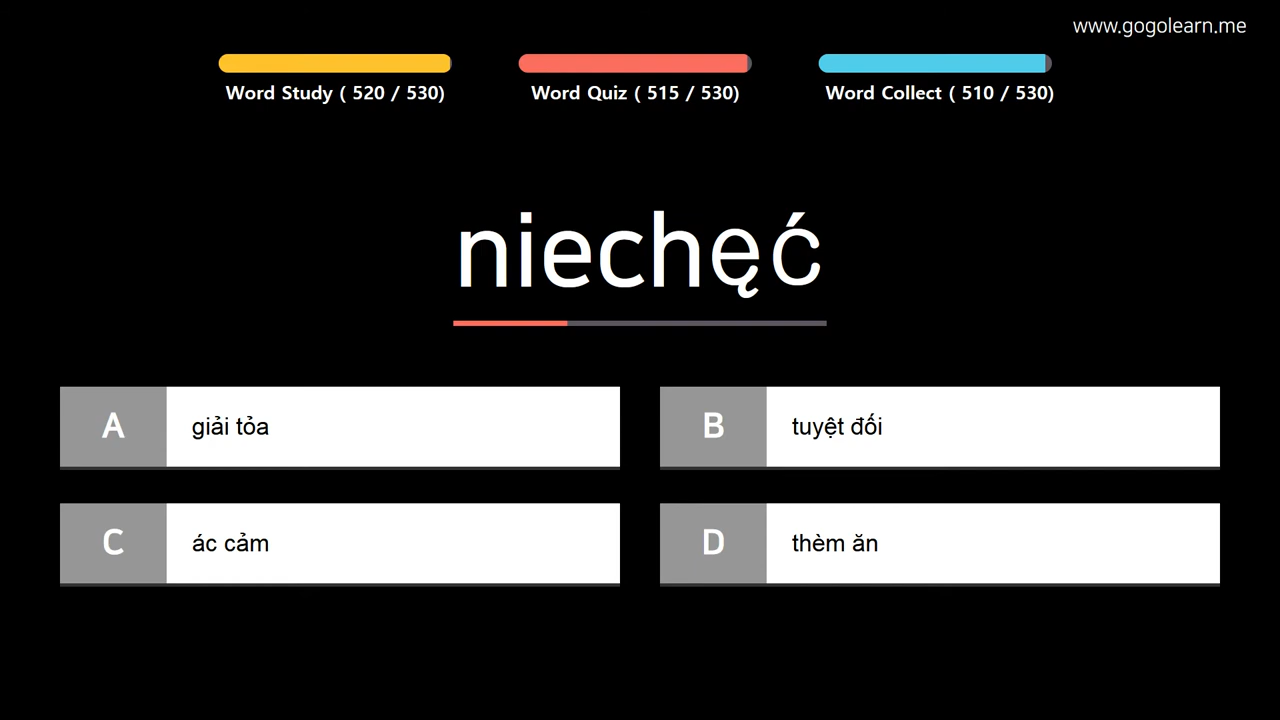 www.gogolearn.me
Word Study ( 520 / 530)
Word Quiz ( 515 / 530)
Word Collect ( 510 / 530)
niechęć
A giải tỏa
B tuyệt đối
C ác cảm
D thèm ăn